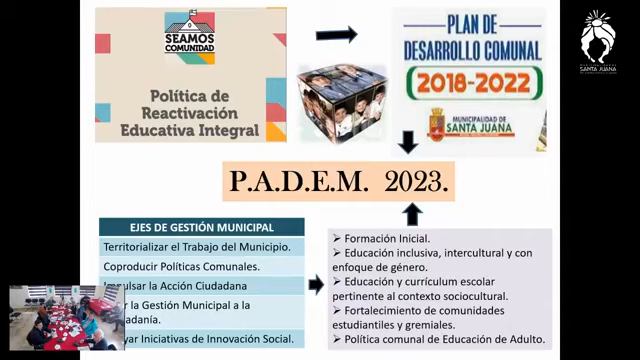 SEAMOS
COMUNIDAD
Política de
Reactivación
Educativa Integral
PLAN DE
DESARROLLO COMUNAL
2018-2022
MUNICIPALIDAD DE
SANTA JUANA
SANTA JUANA
P.A.D.E.M. 2023.
EJES DE GESTIÓN MUNICIPAL
Territorializar el Trabajo del Municipio.
Coproducir Políticas Comunales.
Impulsar la Acción Ciudadana
la Gestión Municipal a la
Iniciativas de Innovación Social.
➢ Formación Inicial.
➢ Educación inclusiva, intercultural y con
enfoque de género.
➢ Educación y currículum escolar
pertinente al contexto sociocultural.
➢ Fortalecimiento de comunidades
estudiantiles y gremiales.
➢ Política comunal de Educación de Adulto.